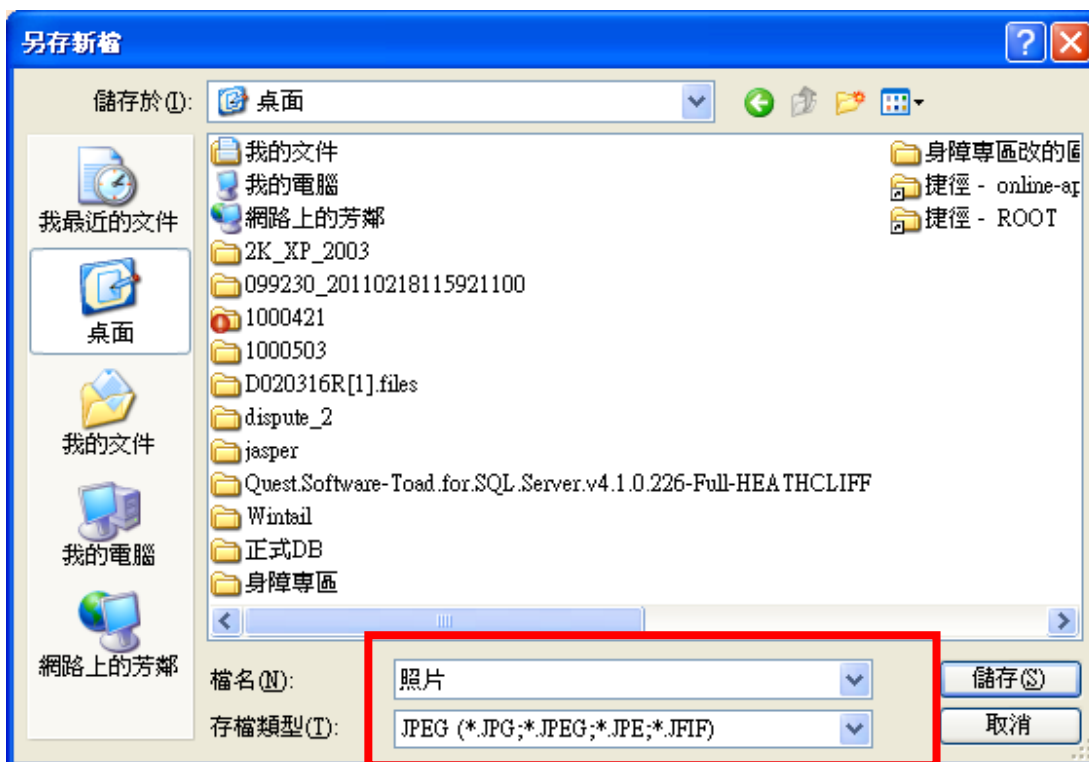 另存新檔
儲存於(I):
桌面
我最近的文件
桌面
我的文件
我的電腦
網路上的芳鄰
我的文件
我的電腦
網路上的芳鄰
2K_XP_2003
099230_20110218115921100
1000421
1000503
D020316R[1].files
dispute_2
jasper
Quest.Software-Toad.for.SQL.Server.v4.1.0.226-Full-HEATHCLIFF
Wintail
正式DB
身障專區
身障專區改的
捷徑 - online-ap
捷徑 - ROOT
檔名(N):
照片
儲存(S)
存檔類型(T):
JPEG (*.JPG;*.JPEG;*.JPE;*.JFIF)
取消